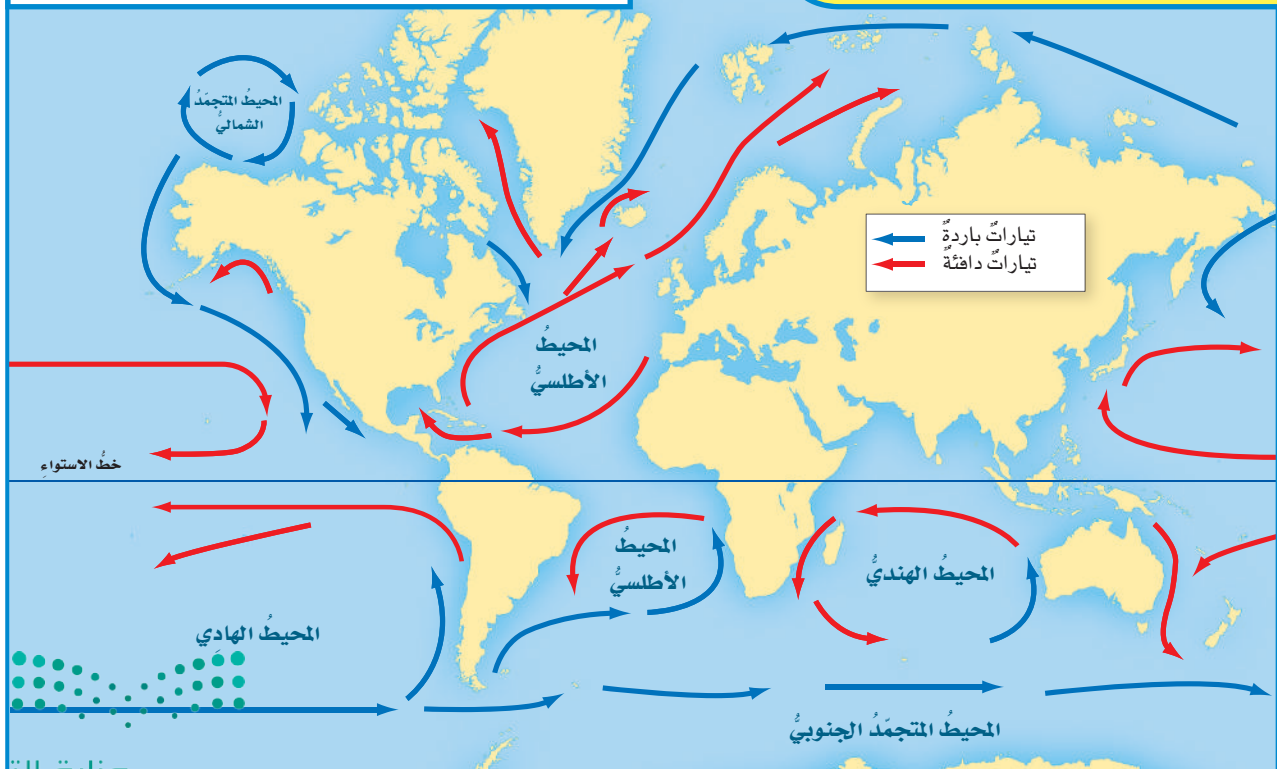 المحيطُ المتجمّدُ
الشماليُّ
تياراتٌ باردةٌ
تياراتٌ دافئةٌ
المحيطُ
الأطلسيُّ
خطُّ الاستواءِ
المحيطُ
الأطلسيُّ
المحيطُ الهنديُّ
المحيطُ الهادي
المحيطُ المتجمّدُ الجنوبيُّ